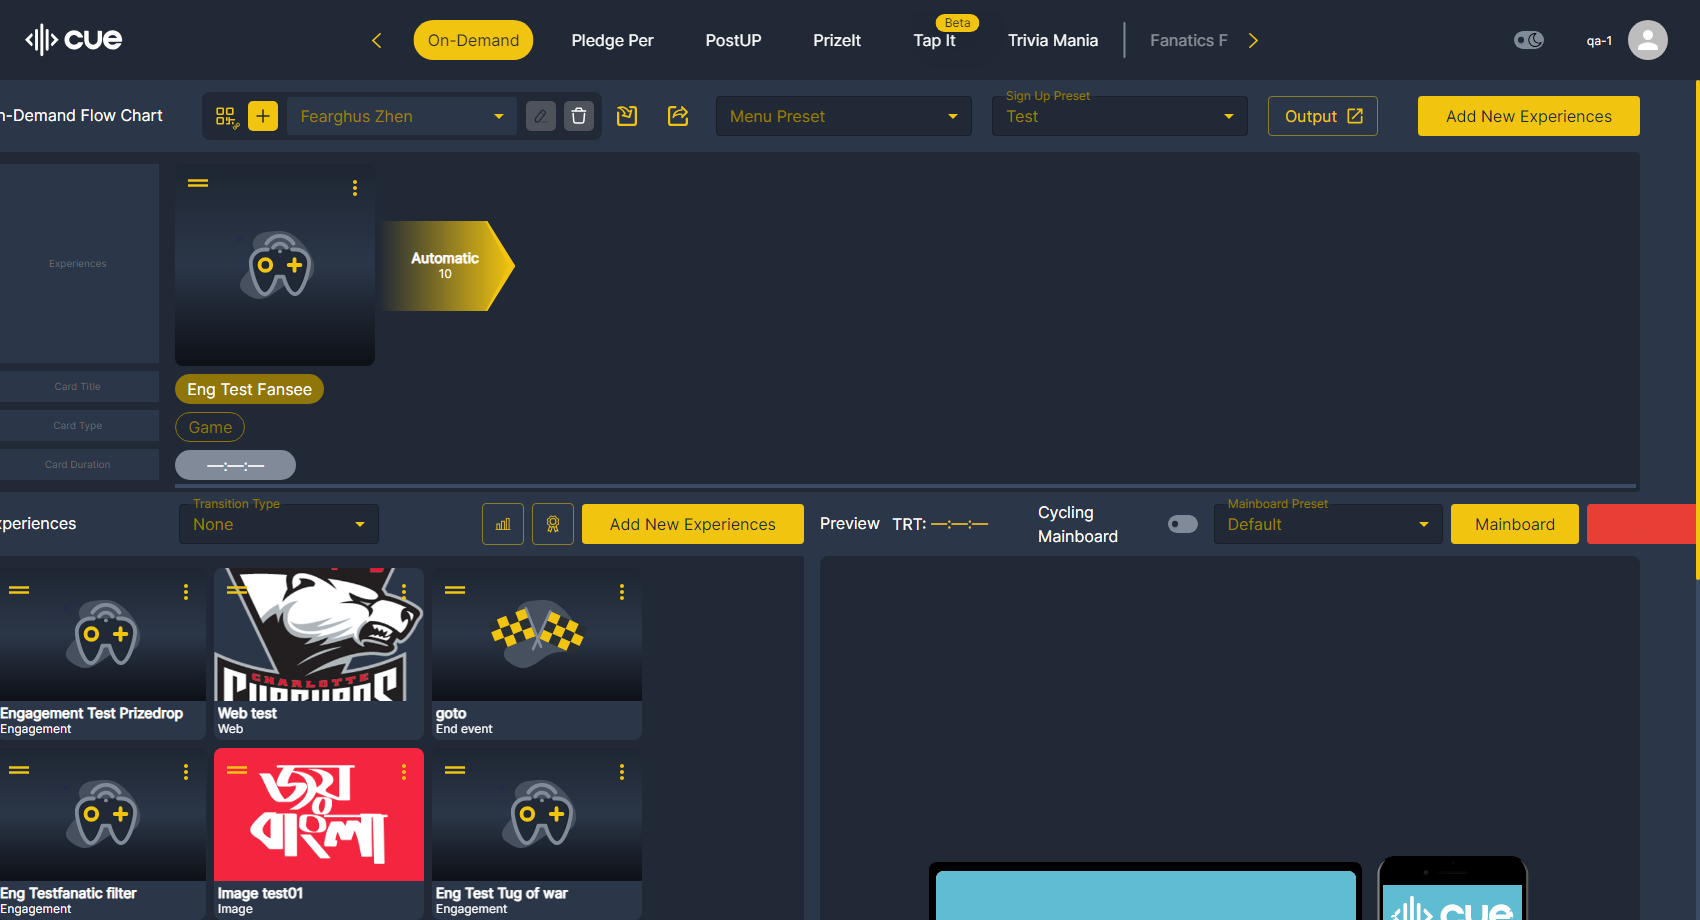 cue
On-Demand
Pledge Per
PostUP
PrizeIt
Beta
Tap It
Trivia Mania
Fanatics F
qa-1
n-Demand Flow Chart
Fearghus Zhen
Menu Preset
Sign Up Preset
Test
Output
Add New Experiences
Experiences
Automatic
10
Card Title
Eng Test Fansee
Card Type
Game
Card Duration
—:—:—
xperiences
Transition Type
None
Add New Experiences
Preview
TRT: —:—:—
Cycling
Mainboard
Mainboard Preset
Default
Mainboard
CHARLOTTE
Engagement Test Prizedrop
Engagement
Web test
Web
goto
End event
জয়
বাংলা
Eng Testfanatic filter
Engagement
Image test01
Image
Eng Test Tug of war
Engagement
cue